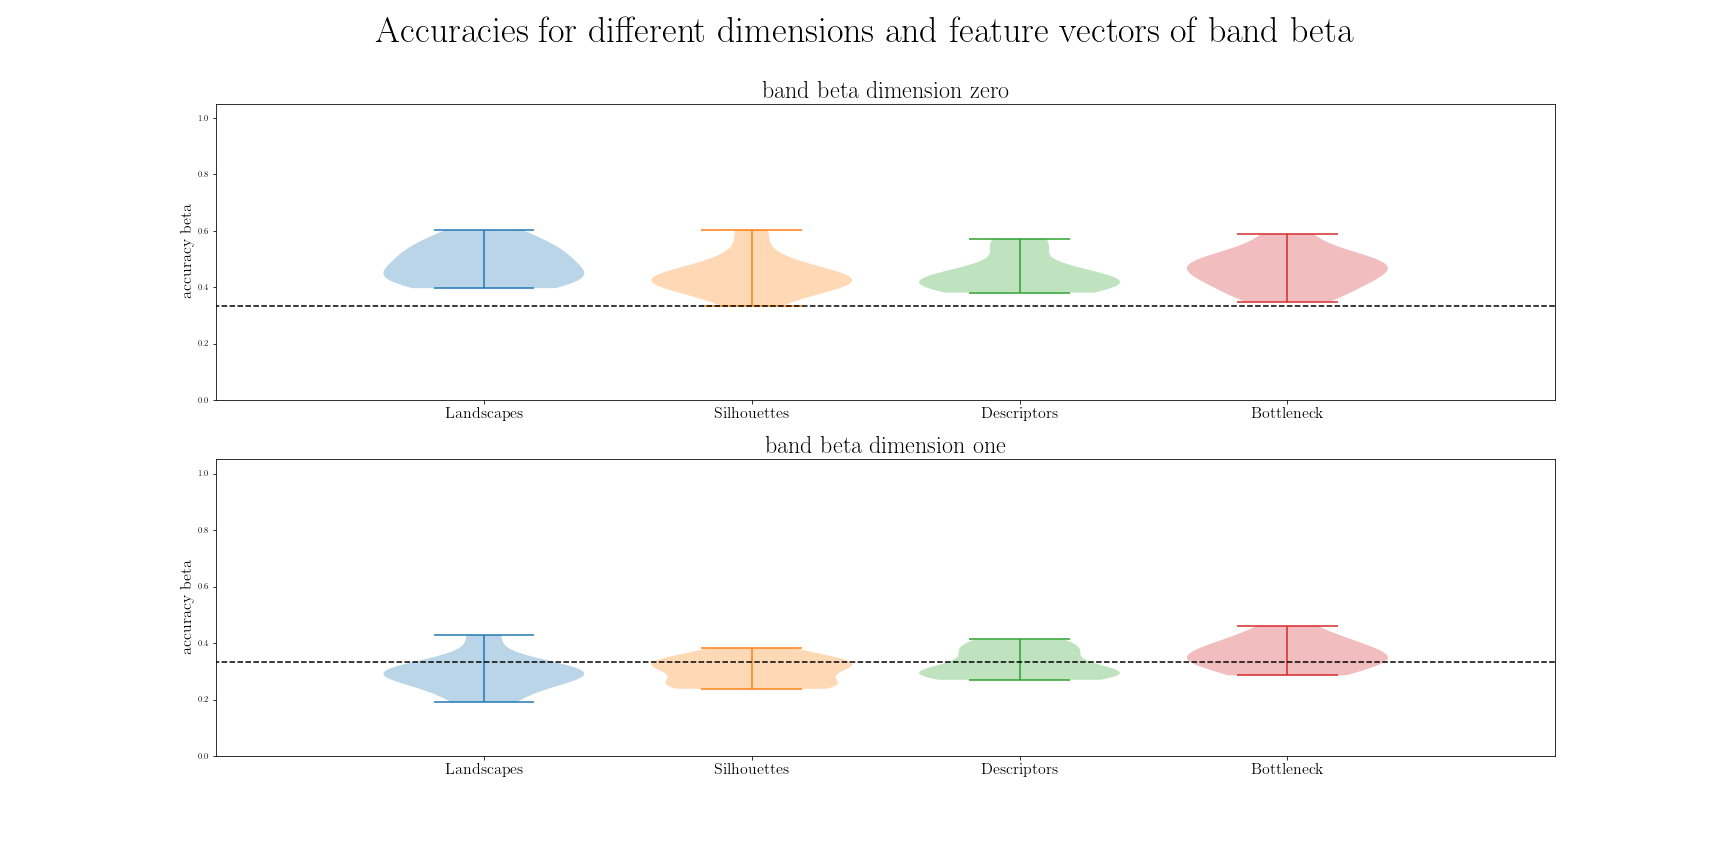 Accuracies for different dimensions and feature vectors of band beta
band beta dimension zero
1.0
0.8
0.6
0.4
0.2
0.0
accuracy beta
Landscapes Silhouettes Descriptors Bottleneck
band beta dimension one
1.0
0.8
0.6
0.4
0.2
0.0
accuracy beta
Landscapes Silhouettes Descriptors Bottleneck